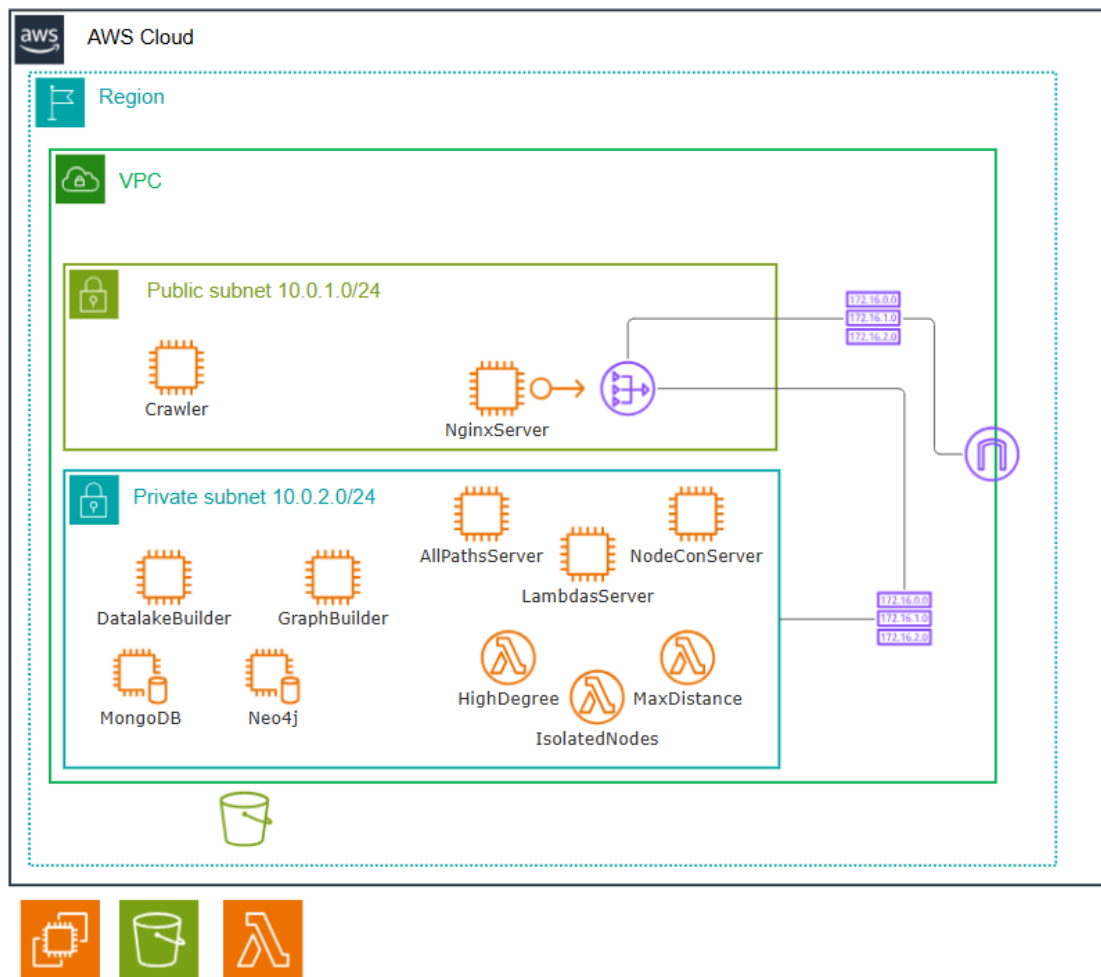 aws
AWS Cloud
Region
VPC
Public subnet 10.0.1.0/24
172.16.0.0
172.16.1.0
172.16.2.0
Crawler
NginxServer
Private subnet 10.0.2.0/24
AllPathsServer
NodeConServer
LambdasServer
DatalakeBuilder
GraphBuilder
172.16.0.0
172.16.1.0
172.16.2.0
HighDegree
MaxDistance
MongoDB
Neo4j
IsolatedNodes